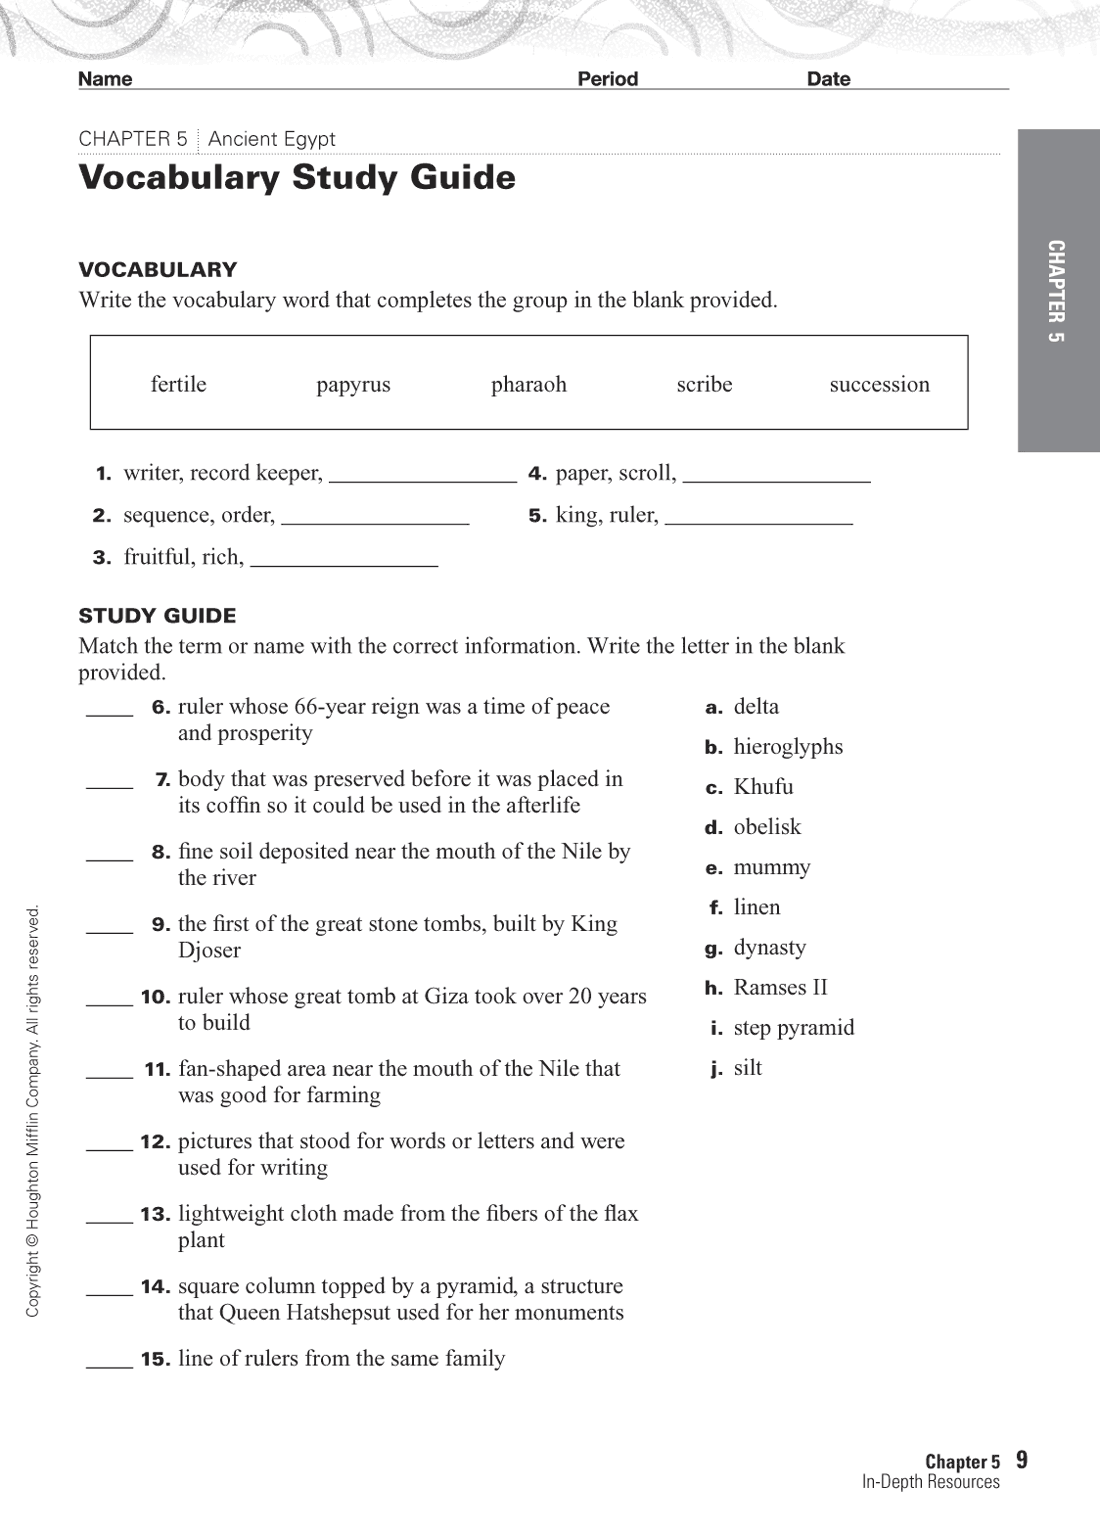 Name Period Date
CHAPTER 5 Ancient Egypt
Vocabulary Study Guide
CHAPTER 5
VOCABULARY
Write the vocabulary word that completes the group in the blank provided.
fertile papyrus pharaoh scribe succession
1. writer, record keeper, ________________ 4. paper, scroll, ________________
2. sequence, order, ________________ 5. king, ruler, ________________
3. fruitful, rich, ________________
STUDY GUIDE
Match the term or name with the correct information. Write the letter in the blank
provided.
____ 6. ruler whose 66-year reign was a time of peace
and prosperity
____ 7. body that was preserved before it was placed in
its coffin so it could be used in the afterlife
____ 8. fine soil deposited near the mouth of the Nile by
the river
____ 9. the first of the great stone tombs, built by King
Djoser
____ 10. ruler whose great tomb at Giza took over 20 years
to build
____ 11. fan-shaped area near the mouth of the Nile that
was good for farming
____ 12. pictures that stood for words or letters and were
used for writing
____ 13. lightweight cloth made from the fibers of the flax
plant
____ 14. square column topped by a pyramid, a structure
that Queen Hatshepsut used for her monuments
____ 15. line of rulers from the same family
a. delta
b. hieroglyphs
c. Khufu
d. obelisk
e. mummy
f. linen
g. dynasty
h. Ramses II
i. step pyramid
j. silt
Copyright © Houghton Mifflin Company. All rights reserved.
Chapter 5 9
In-Depth Resources